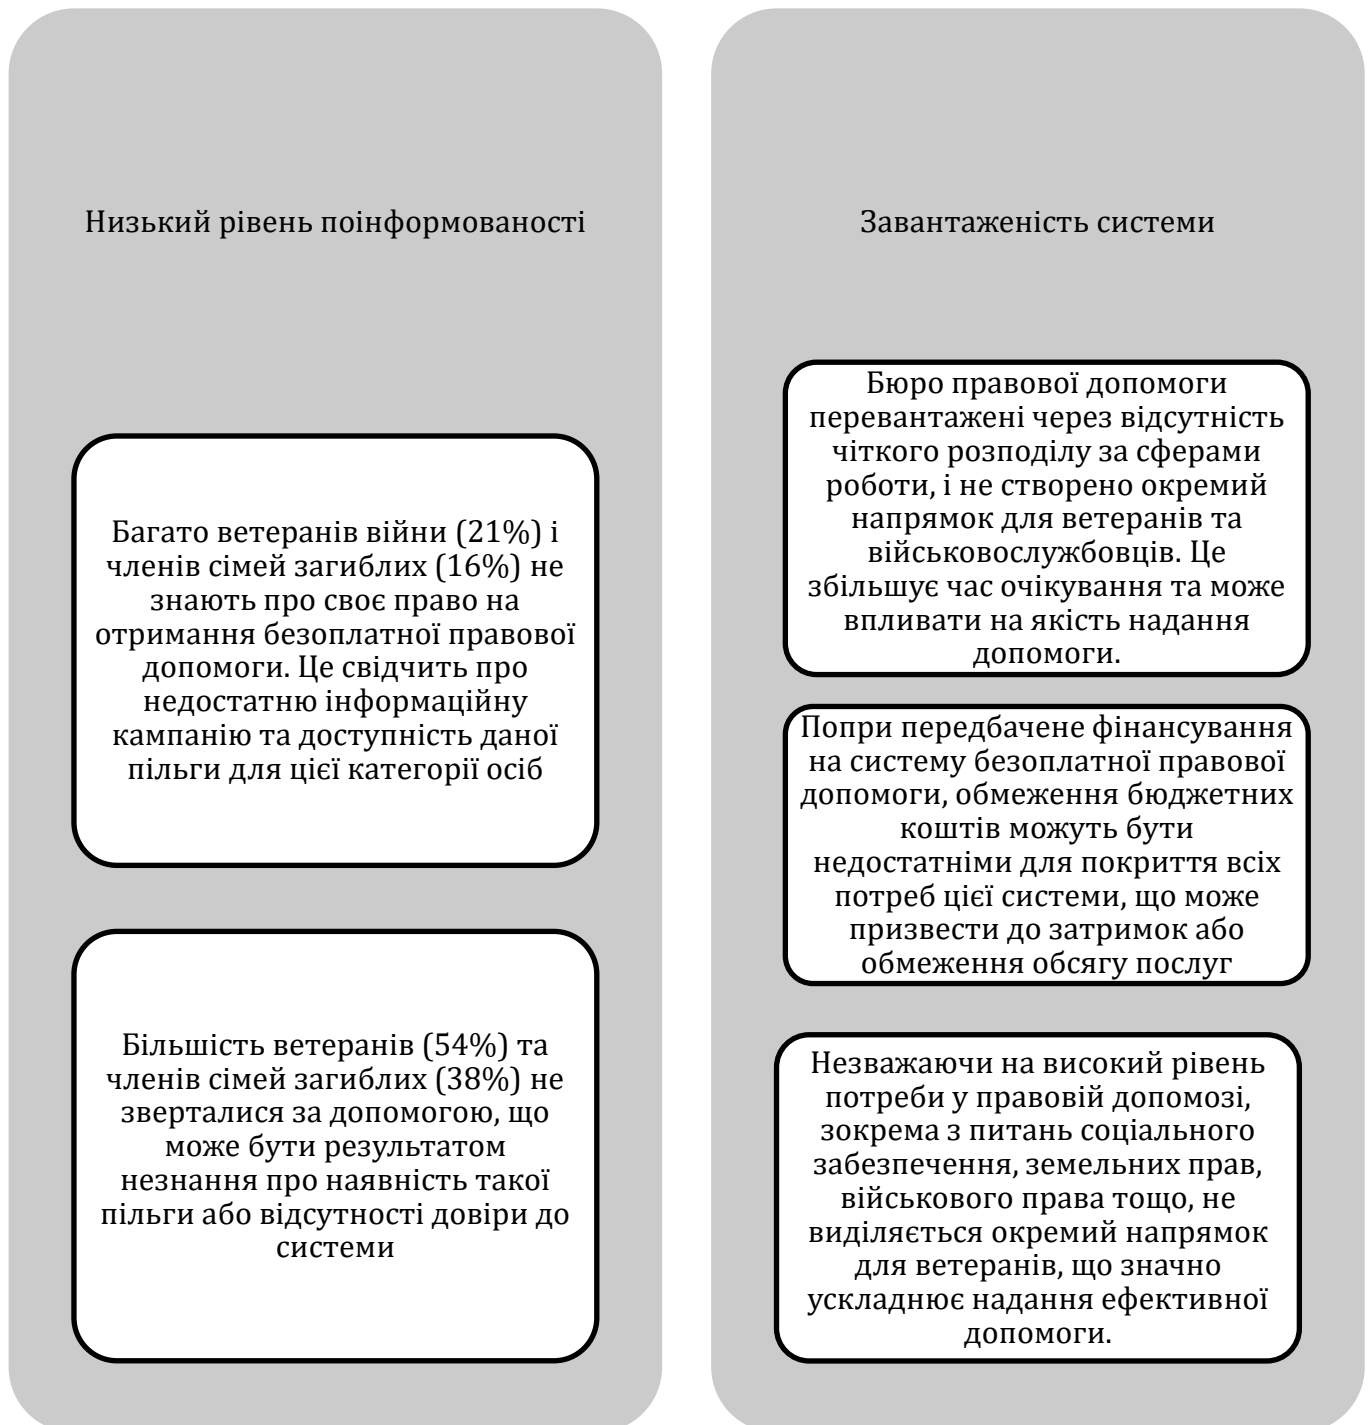 Низький рівень поінформованості
Багато ветеранів війни (21%) і
членів сімей загиблих (16%) не
знають про своє право на
отримання безоплатної правової
допомоги. Це свідчить про
недостатню інформаційну
кампанію та доступність даної
пільги для цієї категорії осіб
Більшість ветеранів (54%) та
членів сімей загиблих (38%) не
зверталися за допомогою, що
може бути результатом
незнання про наявність такої
пільги або відсутності довіри до
системи
Завантаженість системи
Бюро правової допомоги
перевантажені через відсутність
чіткого розподілу за сферами
роботи, і не створено окремий
напрямок для ветеранів та
військовослужбовців. Це
збільшує час очікування та може
впливати на якість надання
допомоги.
Попри передбачене фінансування
на систему безоплатної правової
допомоги, обмеження бюджетних
коштів можуть бути
недостатніми для покриття всіх
потреб цієї системи, що може
призвести до затримок або
обмеження обсягу послуг
Незважаючи на високий рівень
потреби у правовій допомозі,
зокрема з питань соціального
забезпечення, земельних прав,
військового права тощо, не
виділяється окремий напрямок
для ветеранів, що значно
ускладнює надання ефективної
допомоги.